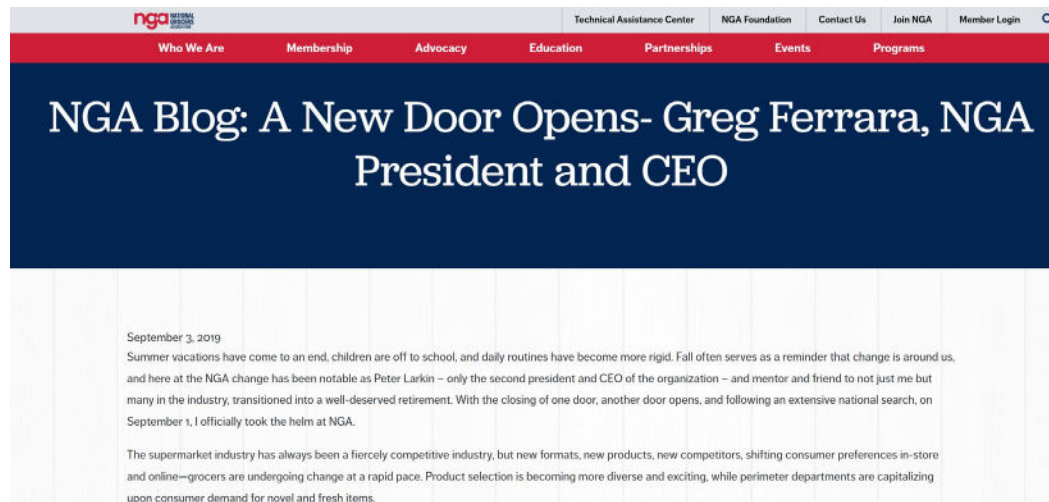 nga NATIONAL GROCERS ASSOCIATION
Technical Assistance Center NGA Foundation Contact Us Join NGA Member Login
Who We Are Membership Advocacy Education Partnerships Events Programs
NGA Blog: A New Door Opens- Greg Ferrara, NGA
President and CEO
September 3, 2019
Summer vacations have come to an end, children are off to school, and daily routines have become more rigid. Fall often serves as a reminder that change is around us,
and here at the NGA change has been notable as Peter Larkin – only the second president and CEO of the organization – and mentor and friend to not just me but
many in the industry, transitioned into a well-deserved retirement. With the closing of one door, another door opens, and following an extensive national search, on
September 1, I officially took the helm at NGA.
The supermarket industry has always been a fiercely competitive industry, but new formats, new products, new competitors, shifting consumer preferences in-store
and online—grocers are undergoing change at a rapid pace. Product selection is becoming more diverse and exciting, while perimeter departments are capitalizing
upon consumer demand for novel and fresh items.